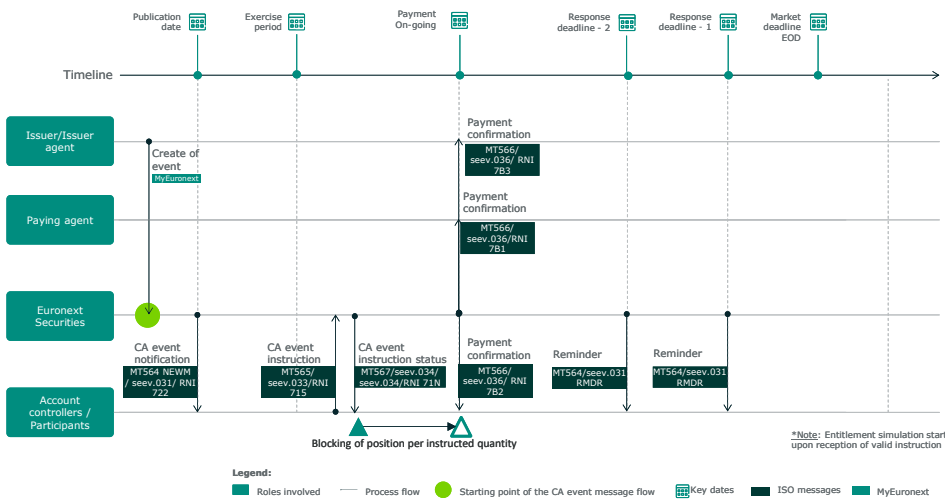 Publication
date
Exercise
period
Payment
On-going
Response
deadline - 2
Response
deadline - 1
Market
deadline
EOD
Timeline
Issuer/Issuer
agent
Create of
event
MyEuronext
Payment
confirmation
MT566/
seev.036/ RNI
7B3
Paying agent
Payment
confirmation
MT566/
seev.036/RNI
7B1
Euronext
Securities
CA event
notification
MT564 NEWM
/ seev.031/ RNI
722
CA event
instruction
MT565/
seev.033/RNI
715
CA event
instruction status
MT567/seev.034/
seev.034/RNI 71N
Payment
confirmation
MT566/
seev.036/ RNI
7B2
Reminder
MT564/seev.031
RMDR
Reminder
MT564/seev.031
RMDR
Account
controllers /
Participants
Blocking of position per instructed quantity
*Note: Entitlement simulation start
upon reception of valid instruction
Legend:
Roles involved
Process flow
Starting point of the CA event message flow
Key dates
ISO messages
MyEuronext